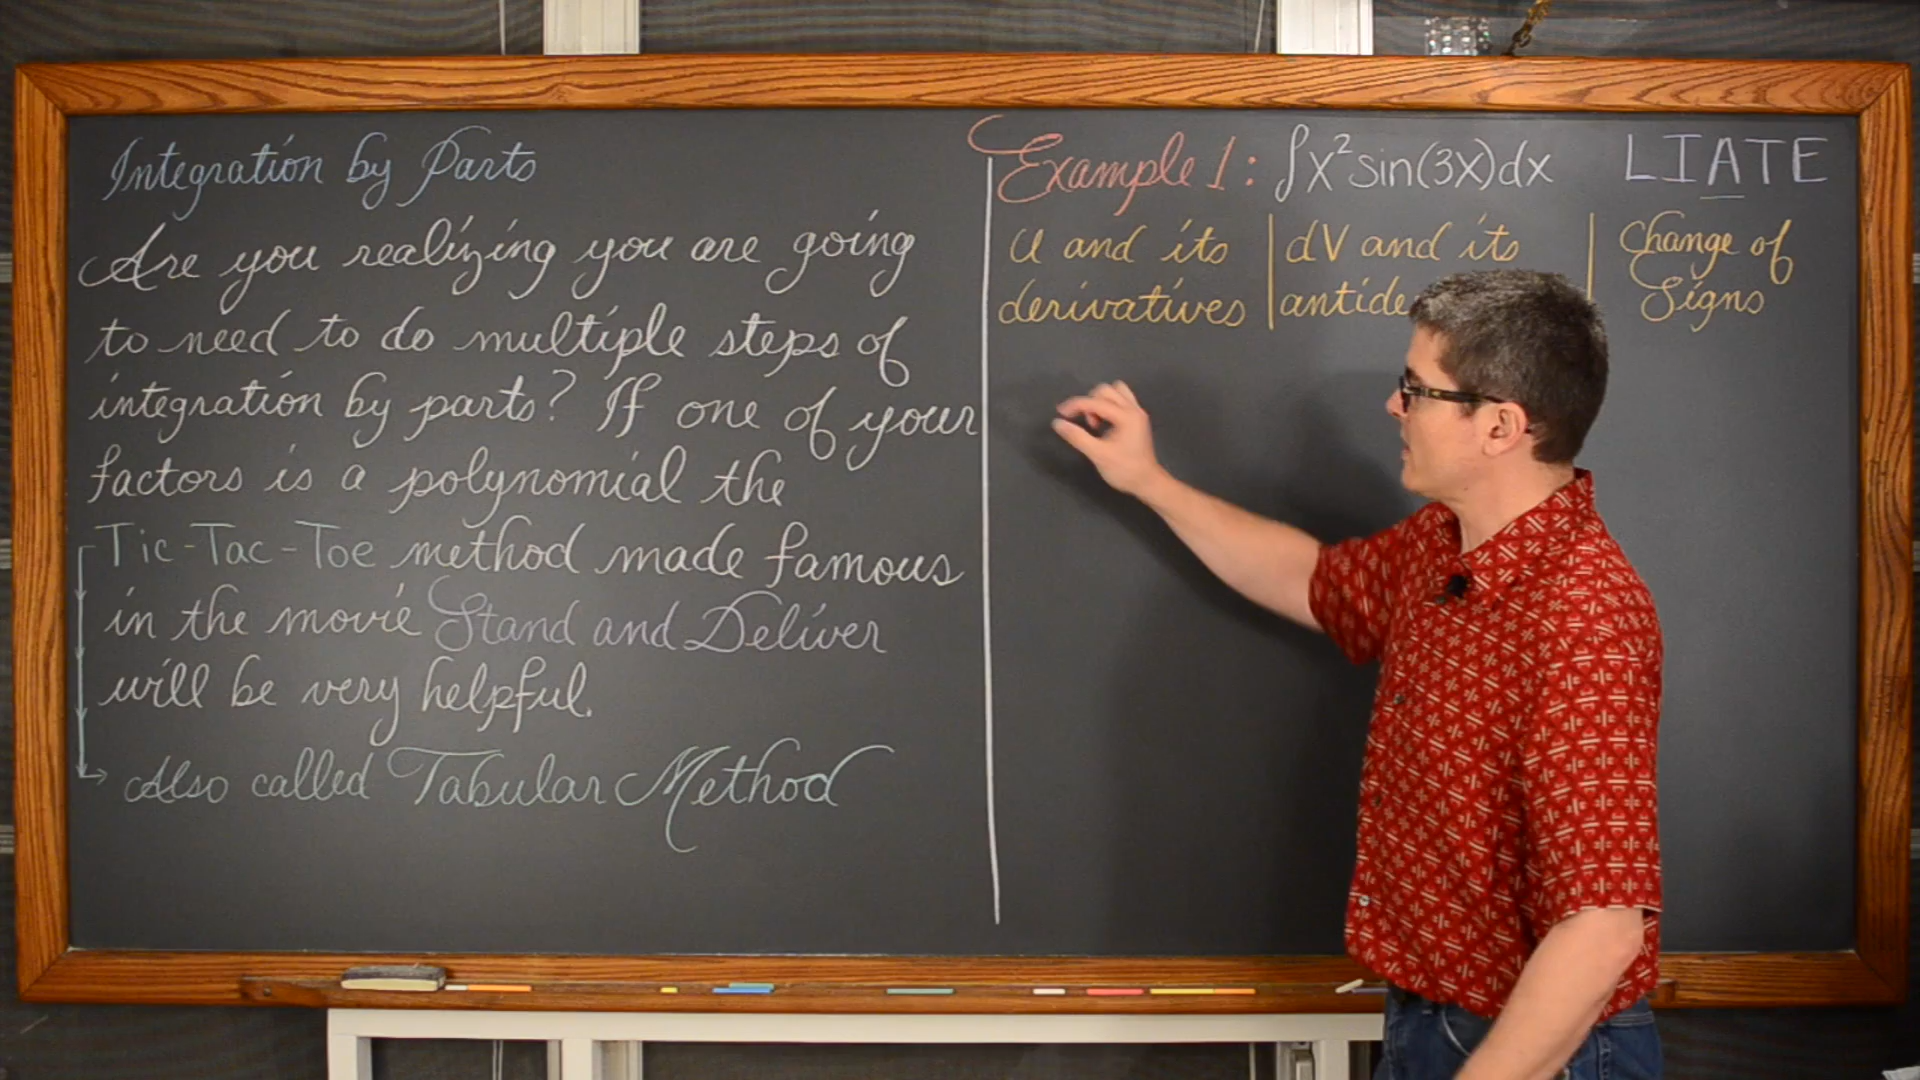 Integration by Parts
Are you realizing you are going
to need to do multiple steps of
integration by parts? If one of your
factors is a polynomial the
Tic-Tac-Toe method made famous
in the movie Stand and Deliver
will be very helpful.
Also called Tabular Method
Example 1: ∫x²sin(3x)dx
LIATE
U and its
derivatives
dV and its
antide
Change of
Signs